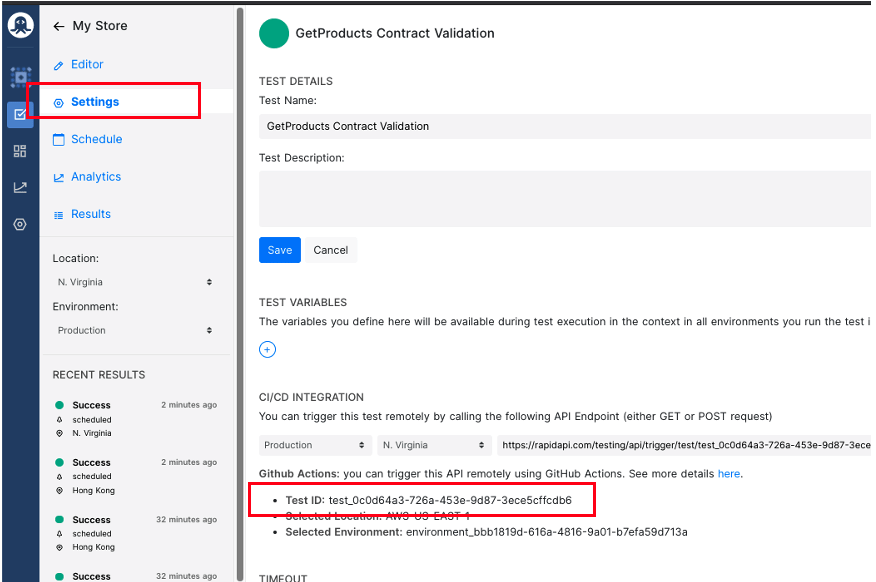 My Store
Editor
Settings
Schedule
Analytics
Results
Location:
N. Virginia
Environment:
Production
RECENT RESULTS
Success 2 minutes ago
scheduled
N. Virginia
Success 2 minutes ago
scheduled
Hong Kong
Success 32 minutes ago
scheduled
Hong Kong
Success 32 minutes ago
GetProducts Contract Validation
TEST DETAILS
Test Name:
GetProducts Contract Validation
Test Description:
Save Cancel
TEST VARIABLES
The variables you define here will be available during test execution in the context in all environments you run the test i
CI/CD INTEGRATION
You can trigger this test remotely by calling the following API Endpoint (either GET or POST request)
Production N. Virginia https://rapidapi.com/testing/api/trigger/test/test_0c0d64a3-726a-453e-9d87-3ece
Github Actions: you can trigger this API remotely using GitHub Actions. See more details here.
• Test ID: test_0c0d64a3-726a-453e-9d87-3ece5cffcdb6
• Selected Location: AWS-US-EAST-1
• Selected Environment: environment_bbb1819d-616a-4816-9a01-b7efa59d713a
TIMEOUT